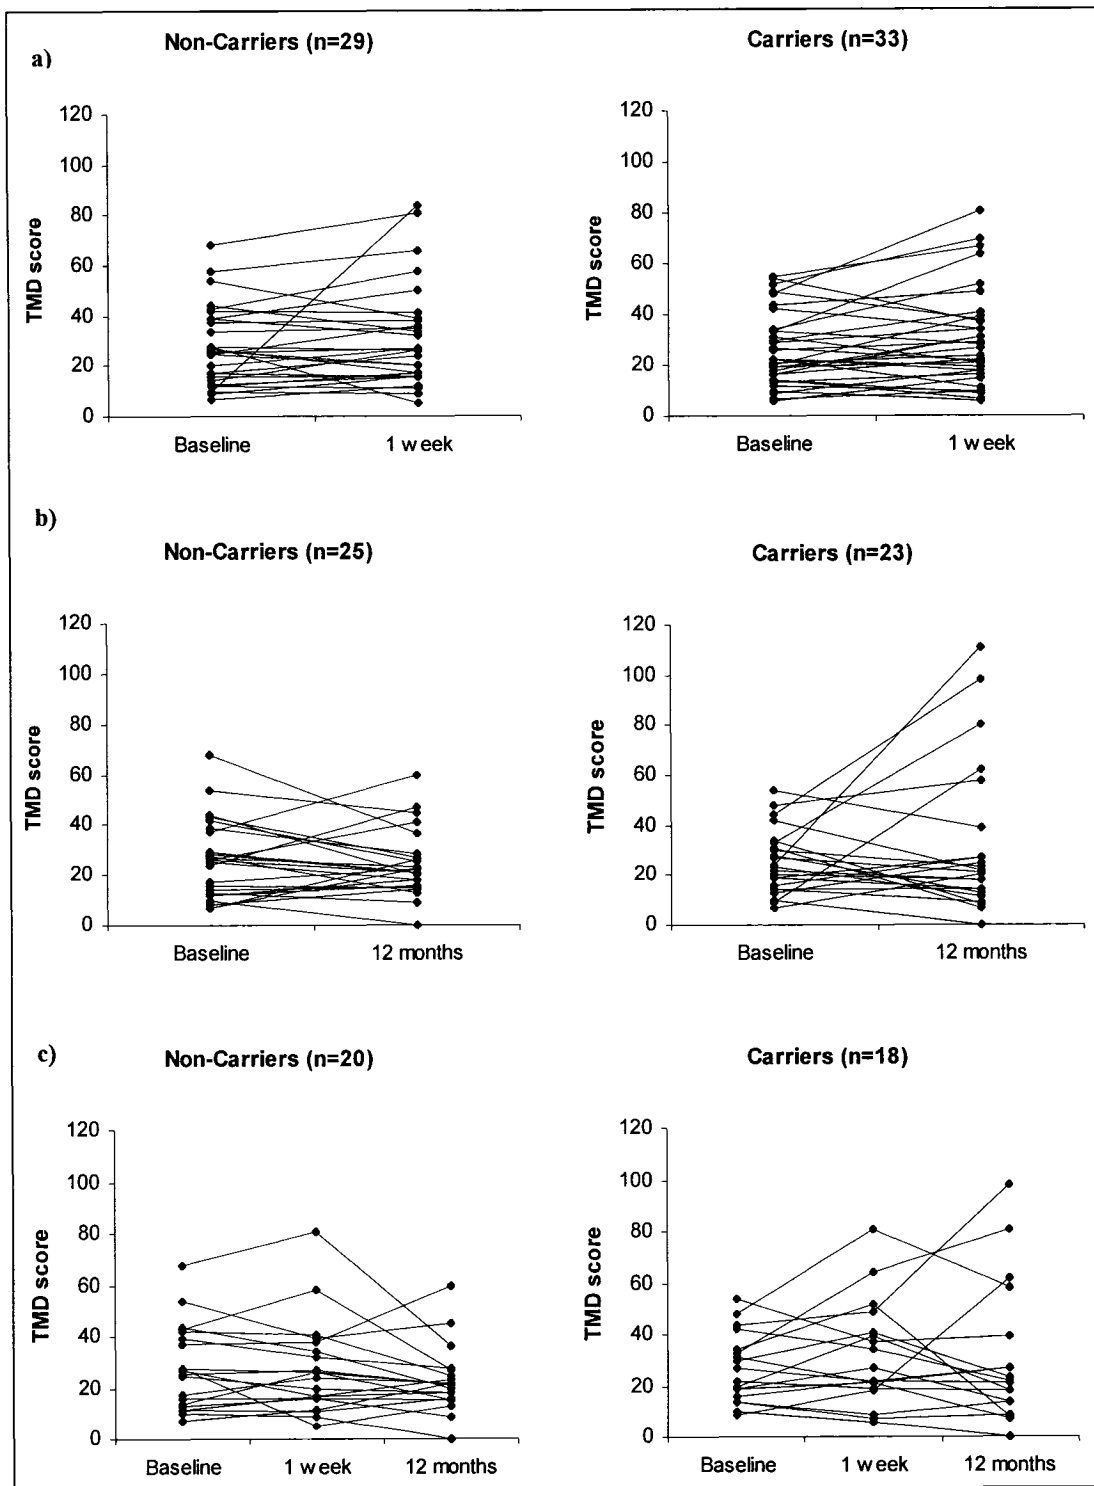 a)
Non-Carriers (n=29)
Carriers (n=33)
TMD score
120
100
80
60
40
20
0
Baseline
1 week
TMD score
120
100
80
60
40
20
0
Baseline
1 week
b)
Non-Carriers (n=25)
Carriers (n=23)
TMD score
120
100
80
60
40
20
0
Baseline
12 months
TMD score
120
100
80
60
40
20
0
Baseline
12 months
c)
Non-Carriers (n=20)
Carriers (n=18)
TMD score
120
100
80
60
40
20
0
Baseline
1 week
12 months
TMD score
120
100
80
60
40
20
0
Baseline
1 week
12 months